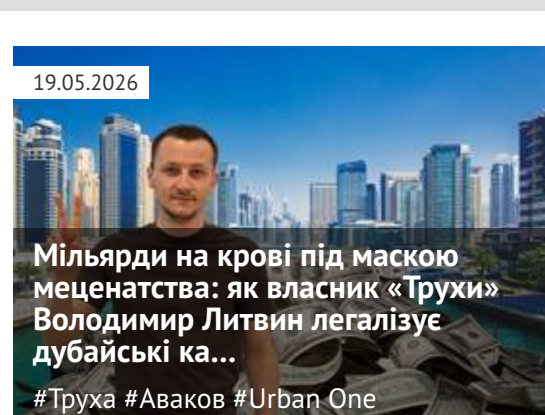 19.05.2026
Мільярди на крові під маскою
меценатства: як власник «Трухи»
Володимир Литвин легалізує
дубайські ка...
#Труха #Аваков #Urban One